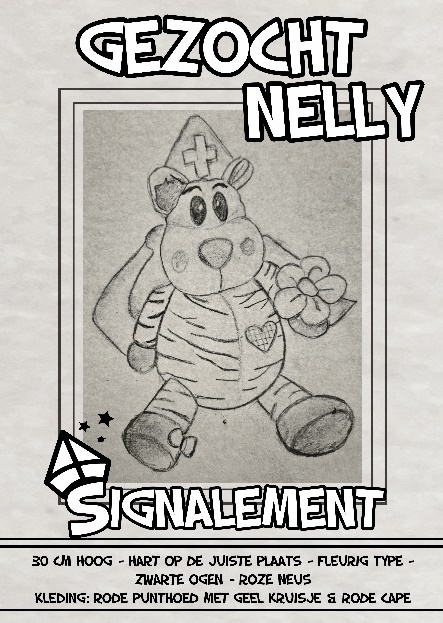 GEZOCHT
NELLY
SIGNALEMENT
30 CM HOOG - HART OP DE JUISTE PLAATS - FLEURIG TYPE -
ZWARTE OGEN - ROZE NEUS
KLEDING: RODE PUNTHOED MET GEEL KRUISJE & RODE CAPE